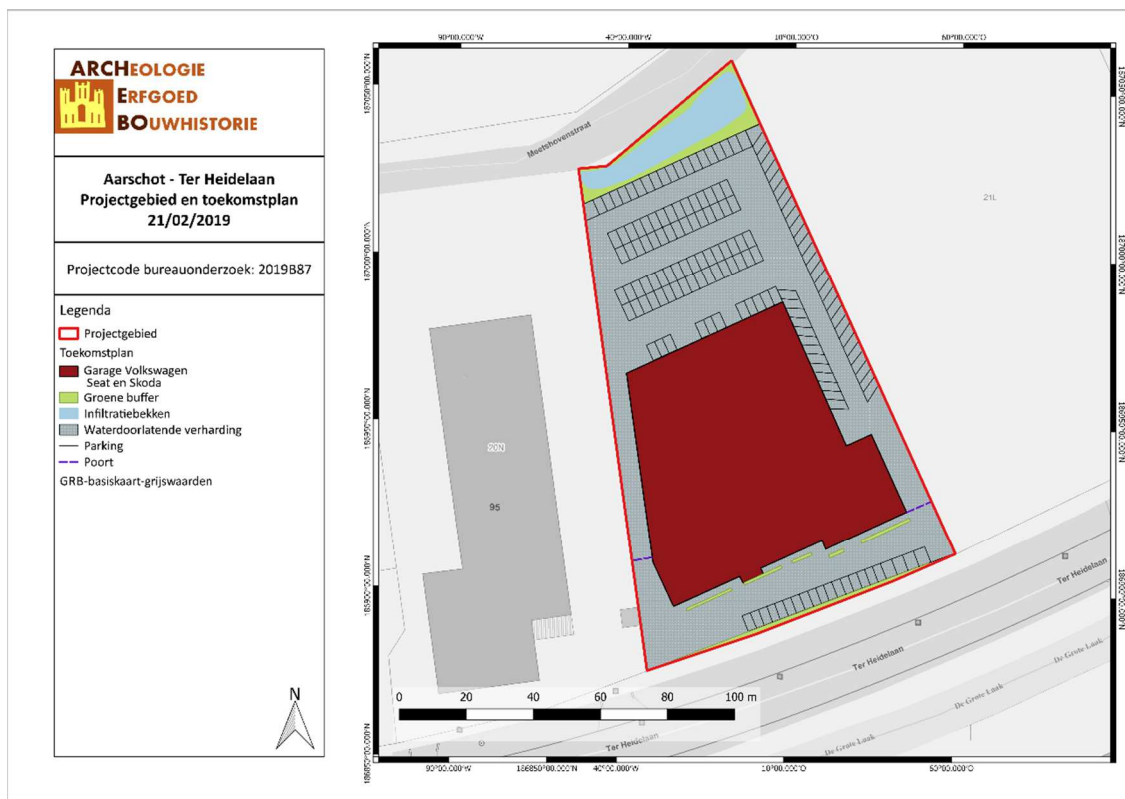 ARCHEOLOGIE
ERFGOED
BOUWHISTORIE
Aarschot - Ter Heidelaan
Projectgebied en toekomstplan
21/02/2019
Projectcode bureauonderzoek: 2019B87
Legenda
Projectgebied
Toekomstplan
Garage Volkswagen
Seat en Skoda
Groene buffer
Infiltratiebekken
Waterdoorlatende verharding
Parking
Poort
GRB-basiskaart-grijswaarden
N
Meetshovenstraat
21L
90N
95
Ter Heidelaan
Ter Heidelaan
Ter Heidelaan
De Grote Laak
De Grote Laak
De Grote Laak
0 20 40 60 80 100 m